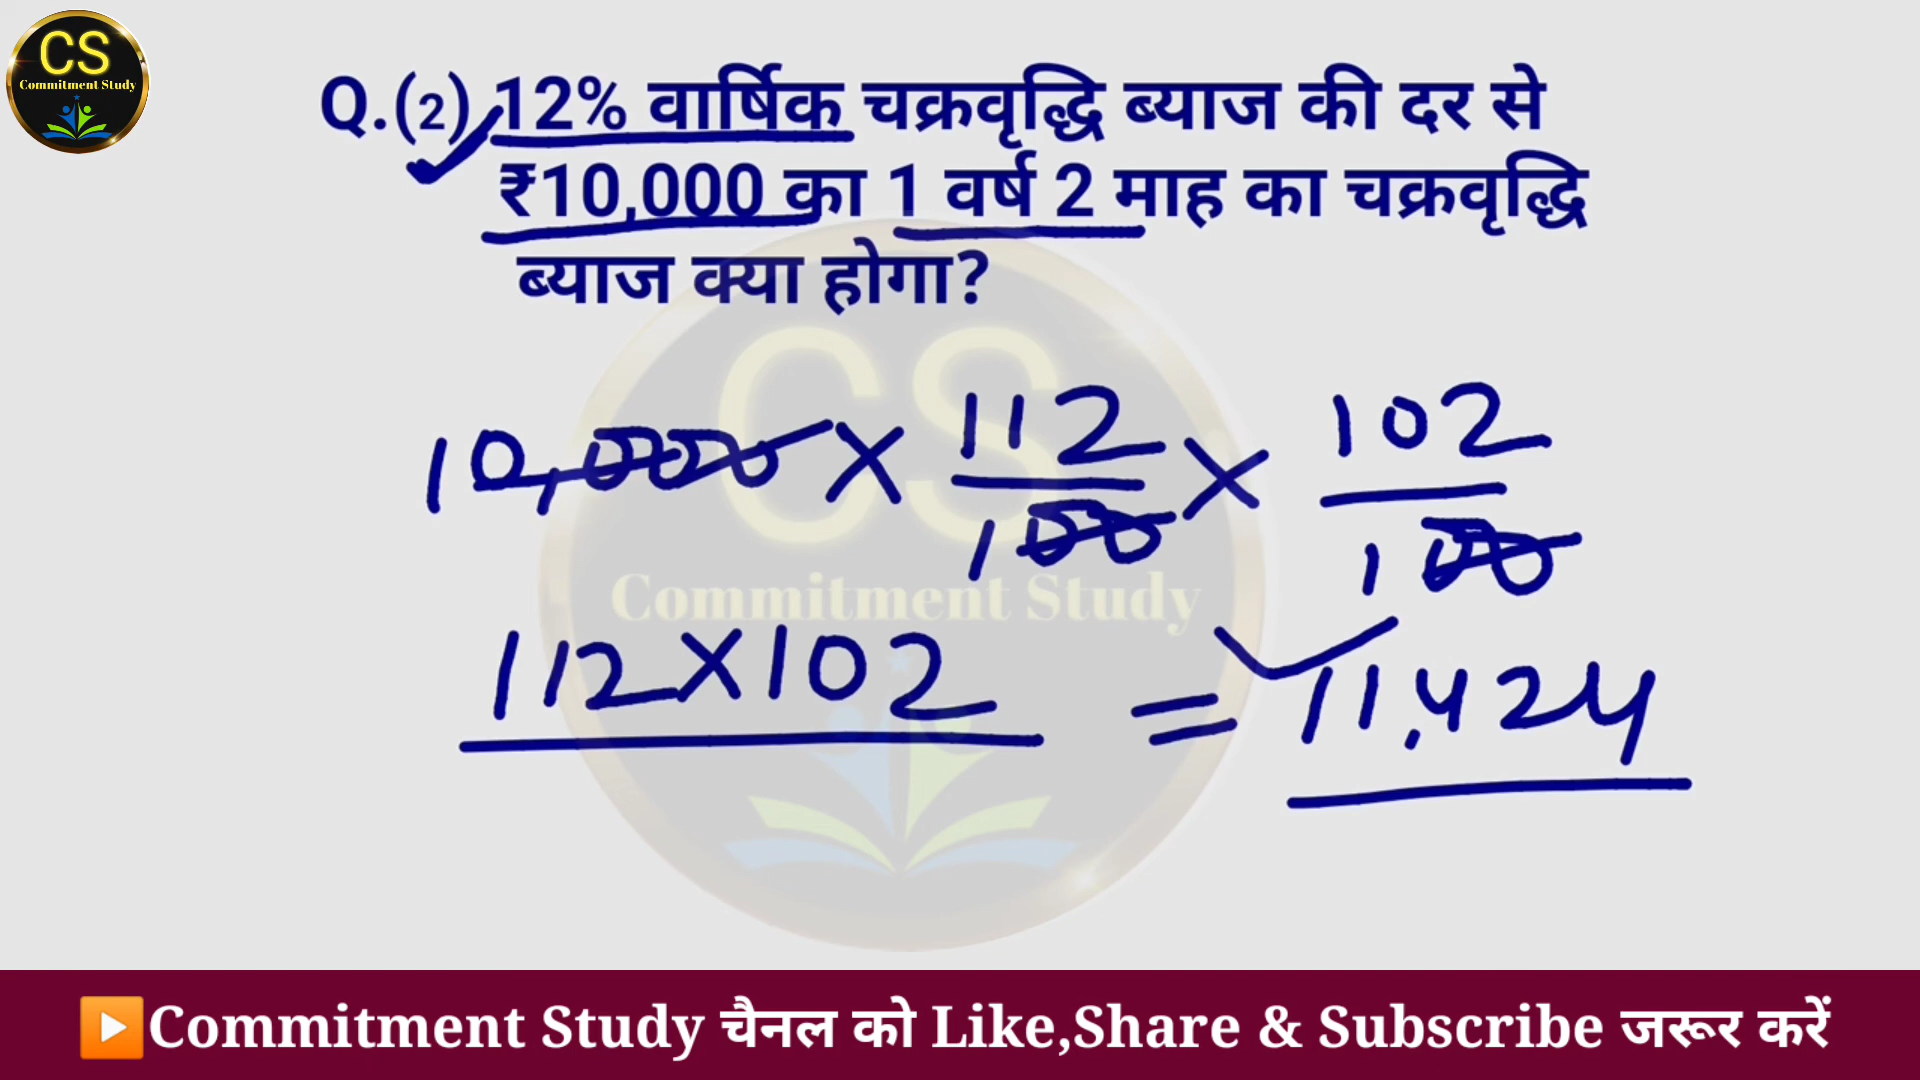 CS
Commitment Study
Q.(2) 12% वार्षिक चक्रवृद्धि ब्याज की दर से
₹10,000 का 1 वर्ष 2 माह का चक्रवृद्धि
ब्याज क्या होगा?
10,000 × 112/100 × 102/100
112×102 = 11,424
CS
Commitment Study
Commitment Study चैनल को Like,Share & Subscribe जरूर करें